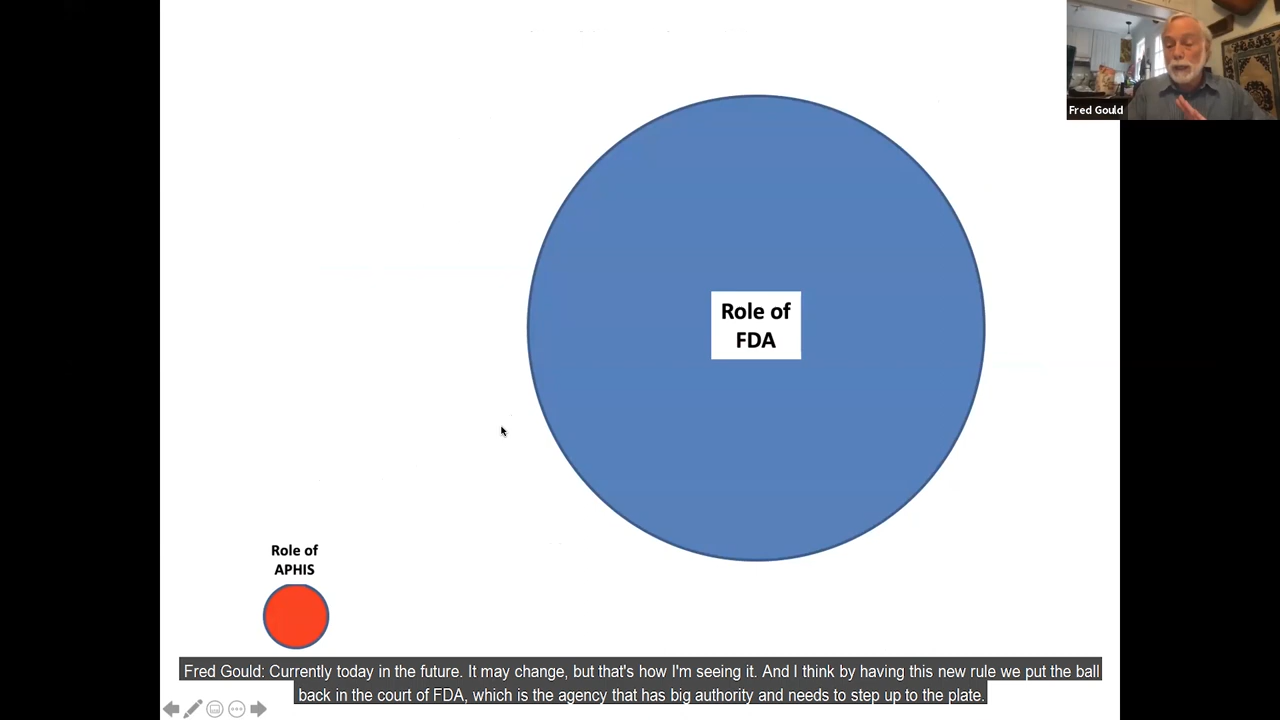 Fred Gould
Role of
FDA
Role of
APHIS
Fred Gould: Currently today in the future. It may change, but that's how I'm seeing it. And I think by having this new rule we put the ball
back in the court of FDA, which is the agency that has big authority and needs to step up to the plate.